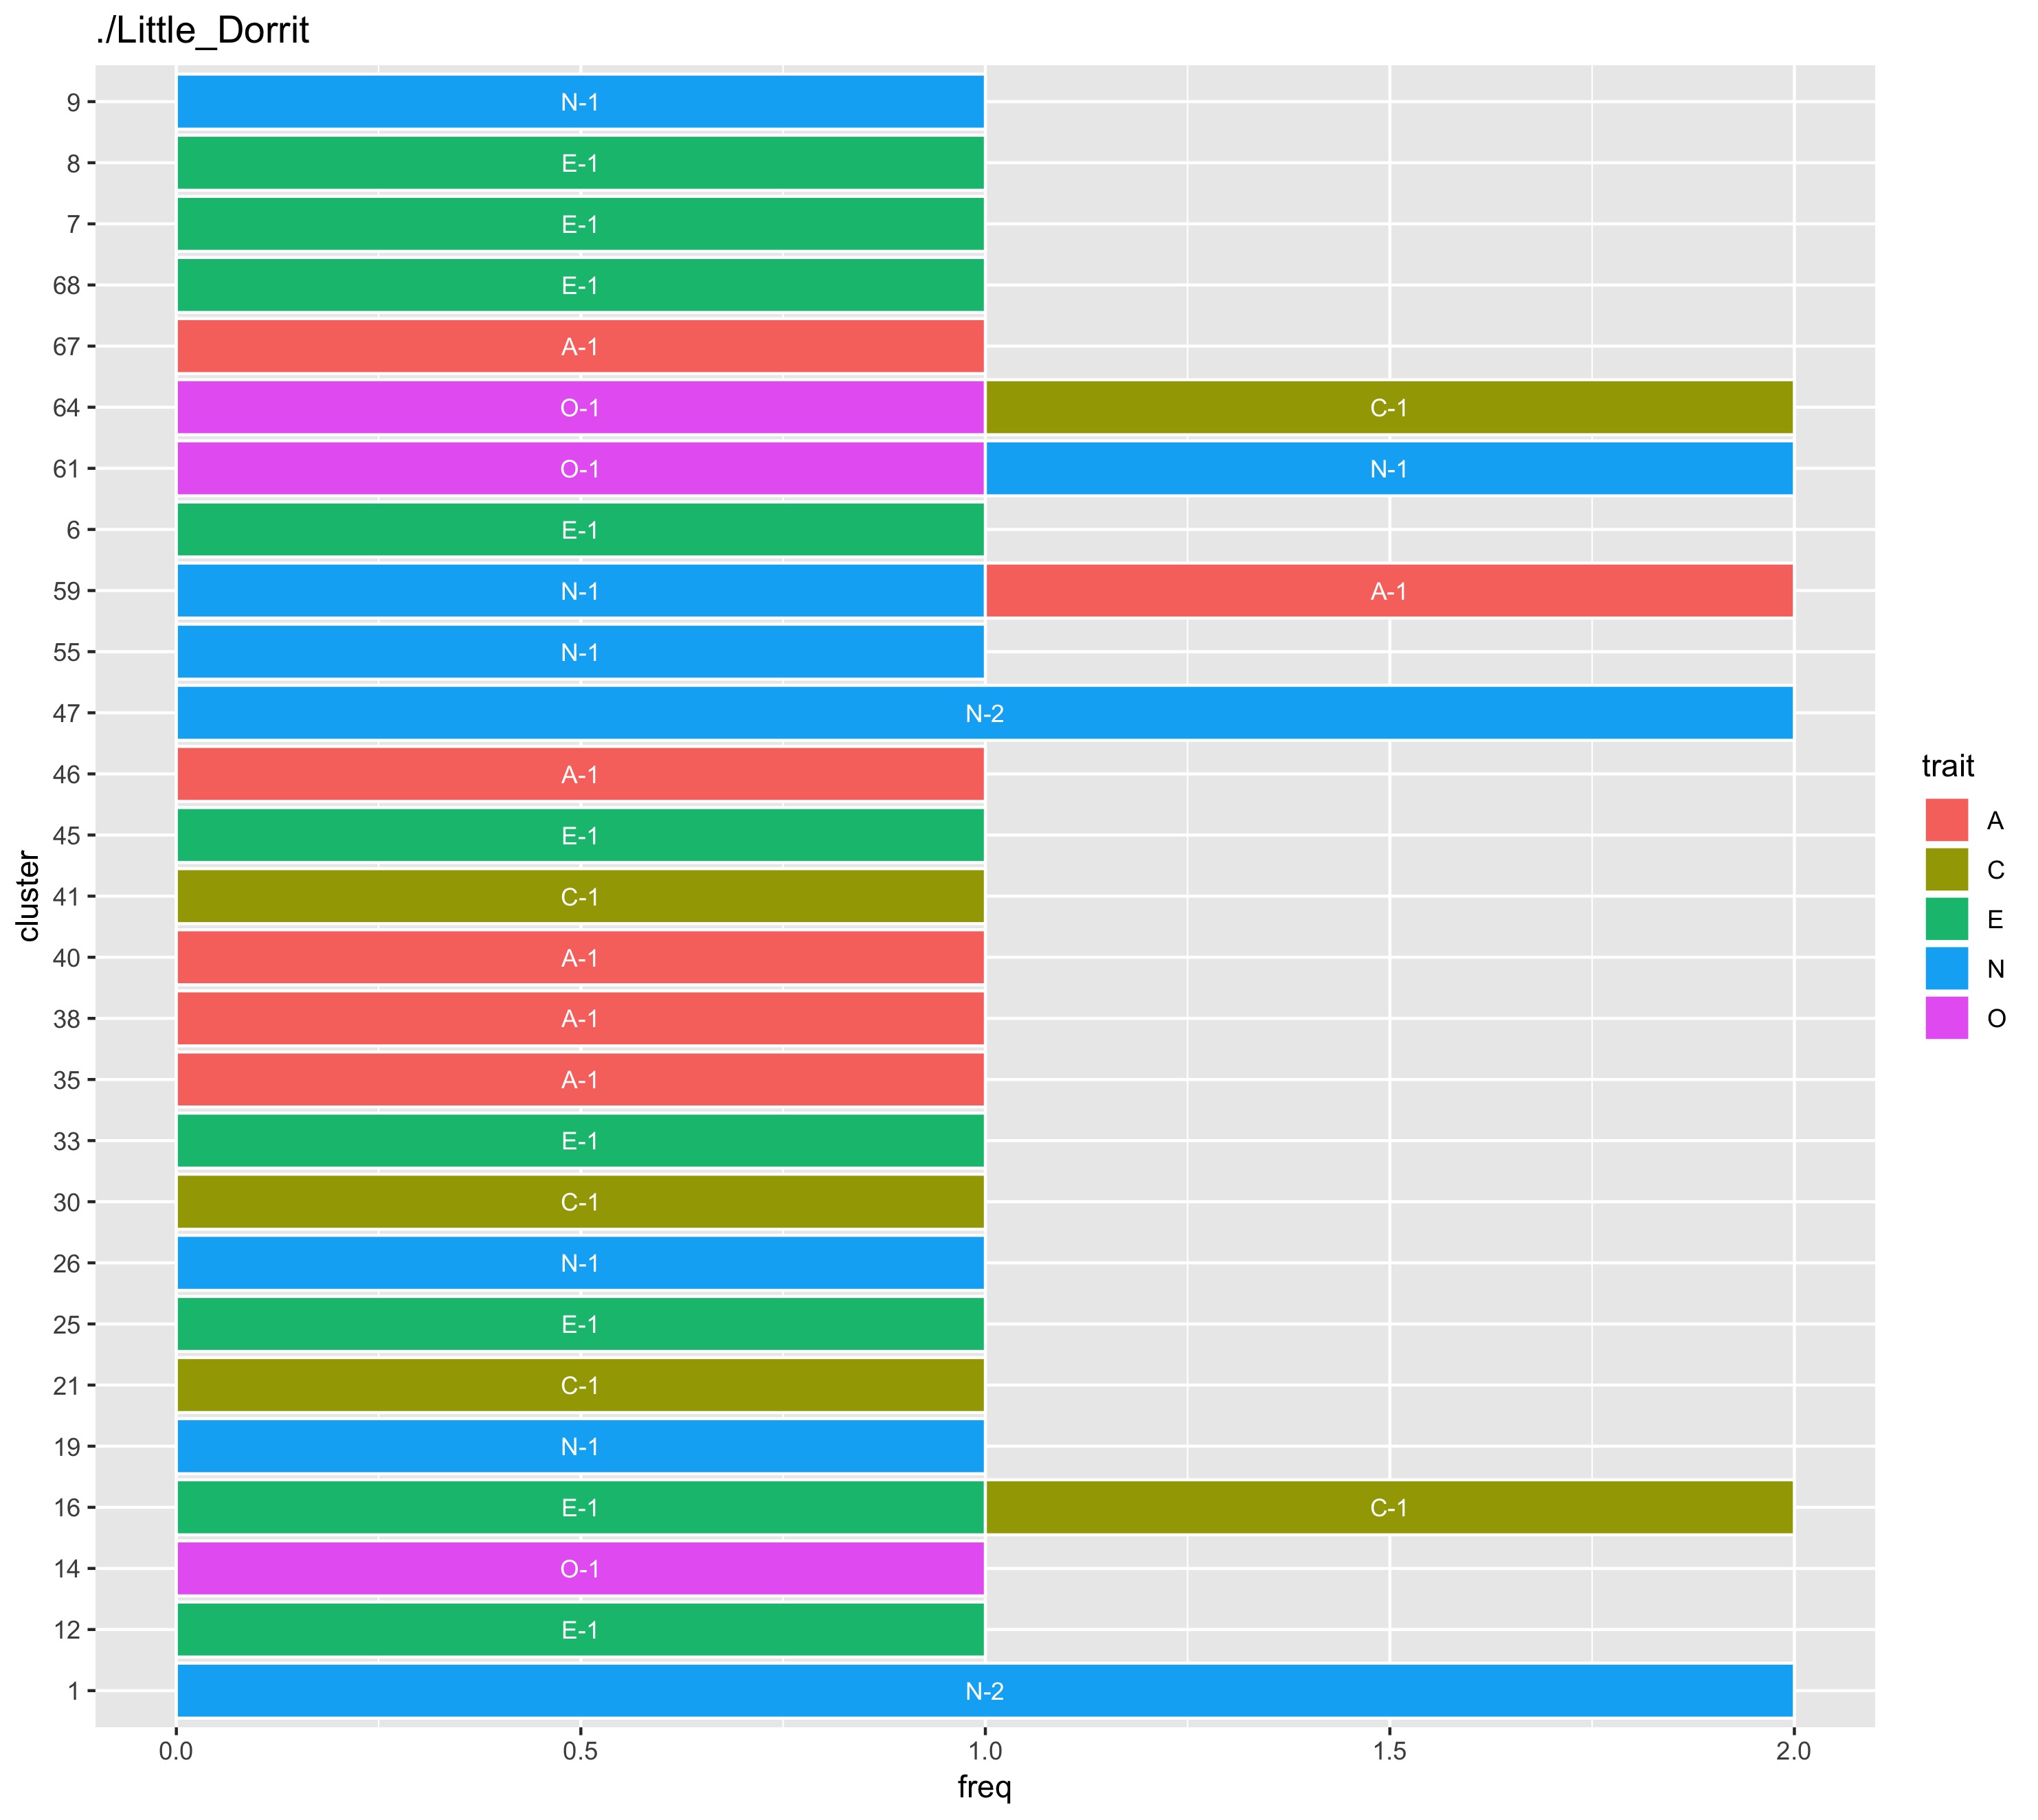 ./Little_Dorrit
9 N-1
8 E-1
7 E-1
68 E-1
67 A-1
64 O-1 C-1
61 O-1 N-1
6 E-1
59 N-1 A-1
55 N-1
47 N-2
46 A-1
45 E-1
41 C-1
40 A-1
38 A-1
35 A-1
33 E-1
30 C-1
26 N-1
25 E-1
21 C-1
19 N-1
16 E-1 C-1
14 O-1
12 E-1
1 N-2
cluster
0.0 0.5 1.0 1.5 2.0
freq
trait
A
C
E
N
O